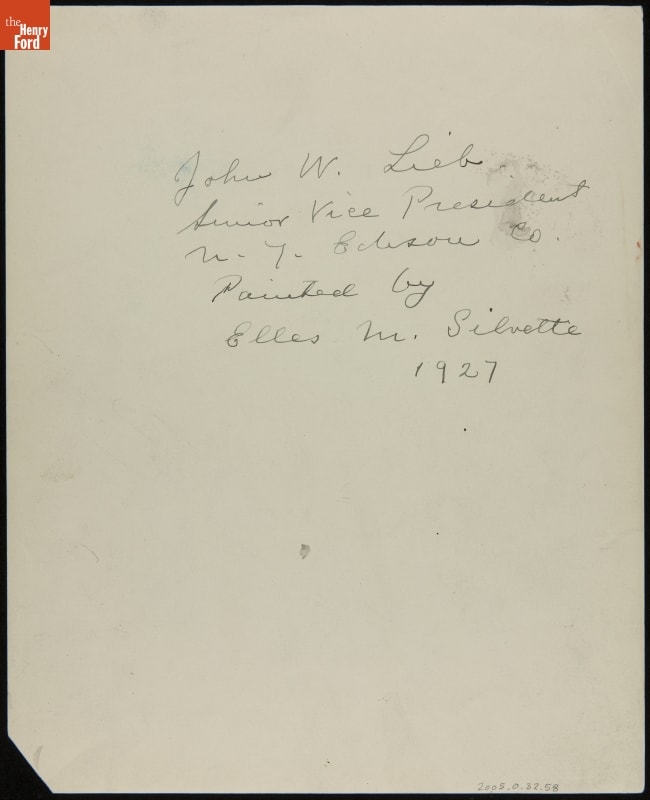 the
Henry
Ford
John W. Lieb
Senior Vice President
N. Y. Edison Co.
Painted by
Elles M. Silvette
1927
2005.0.32.58